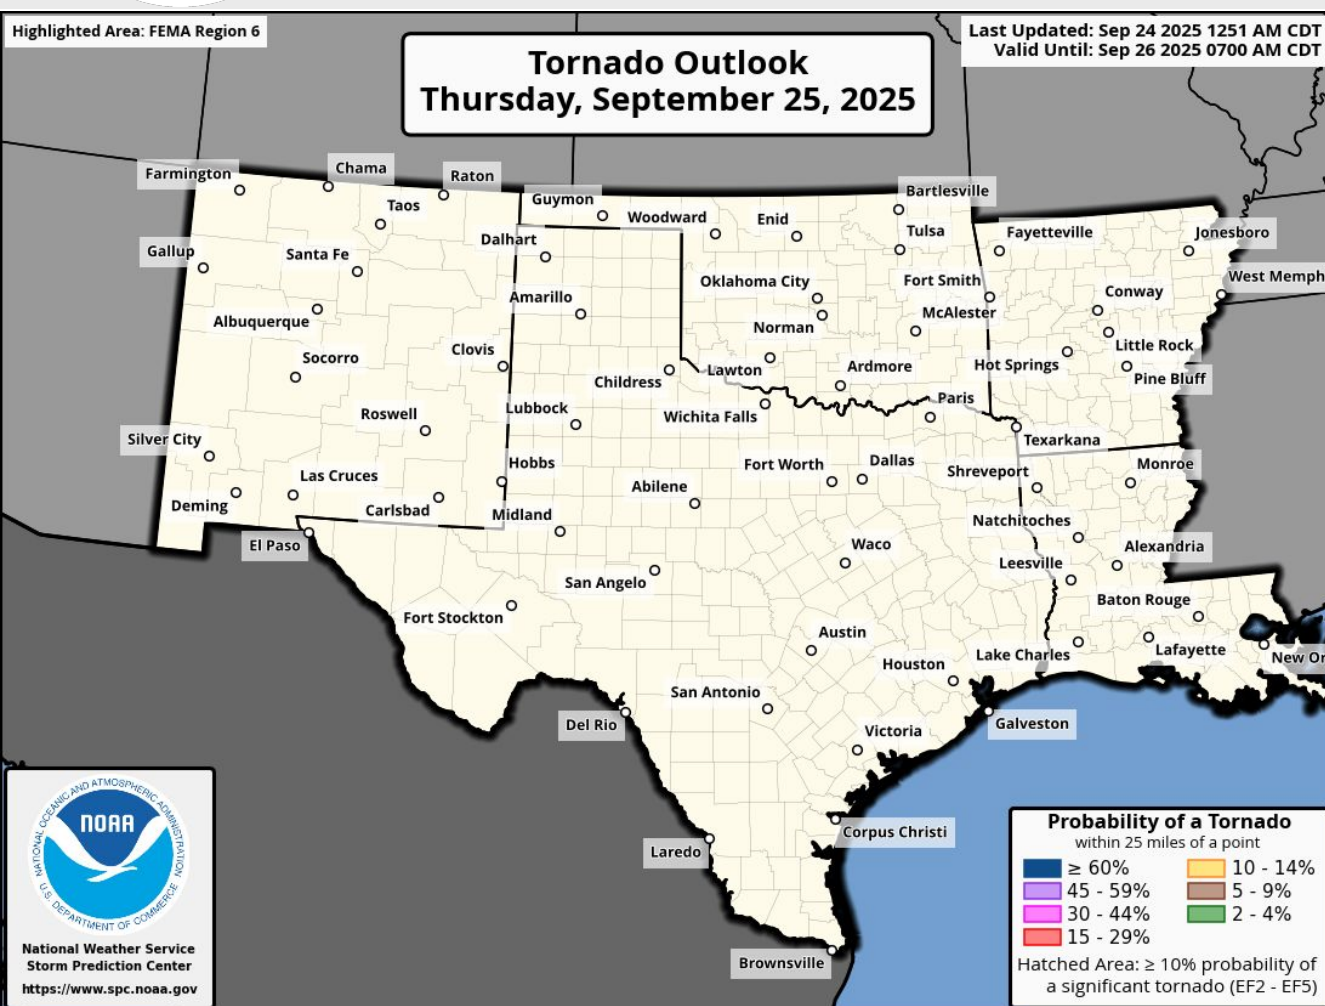 Highlighted Area: FEMA Region 6
Last Updated: Sep 24 2025 1251 AM CDT
Valid Until: Sep 26 2025 0700 AM CDT
Tornado Outlook
Thursday, September 25, 2025
Farmington
Chama
Raton
Taos
Guymon
Woodward
Enid
Bartlesville
Tulsa
Fayetteville
Jonesboro
Gallup
Santa Fe
Dalhart
Oklahoma City
Fort Smith
West Memph
Albuquerque
Amarillo
Norman
McAlester
Conway
Little Rock
Socorro
Clovis
Childress
Lawton
Ardmore
Hot Springs
Pine Bluff
Roswell
Lubbock
Wichita Falls
Paris
Texarkana
Silver City
Las Cruces
Hobbs
Abilene
Fort Worth
Dallas
Shreveport
Monroe
Deming
Carlsbad
Midland
Natchitoches
El Paso
San Angelo
Waco
Leesville
Alexandria
Fort Stockton
Austin
Baton Rouge
Houston
Lake Charles
Lafayette
New Or
San Antonio
Del Rio
Victoria
Galveston
Laredo
Corpus Christi
Brownsville
NATIONAL OCEANIC AND ATMOSPHERIC ADMINISTRATION
NOAA
U.S. DEPARTMENT OF COMMERCE
National Weather Service
Storm Prediction Center
https://www.spc.noaa.gov
Probability of a Tornado
within 25 miles of a point
≥ 60%
45 - 59%
30 - 44%
15 - 29%
10 - 14%
5 - 9%
2 - 4%
Hatched Area: ≥ 10% probability of
a significant tornado (EF2 - EF5)